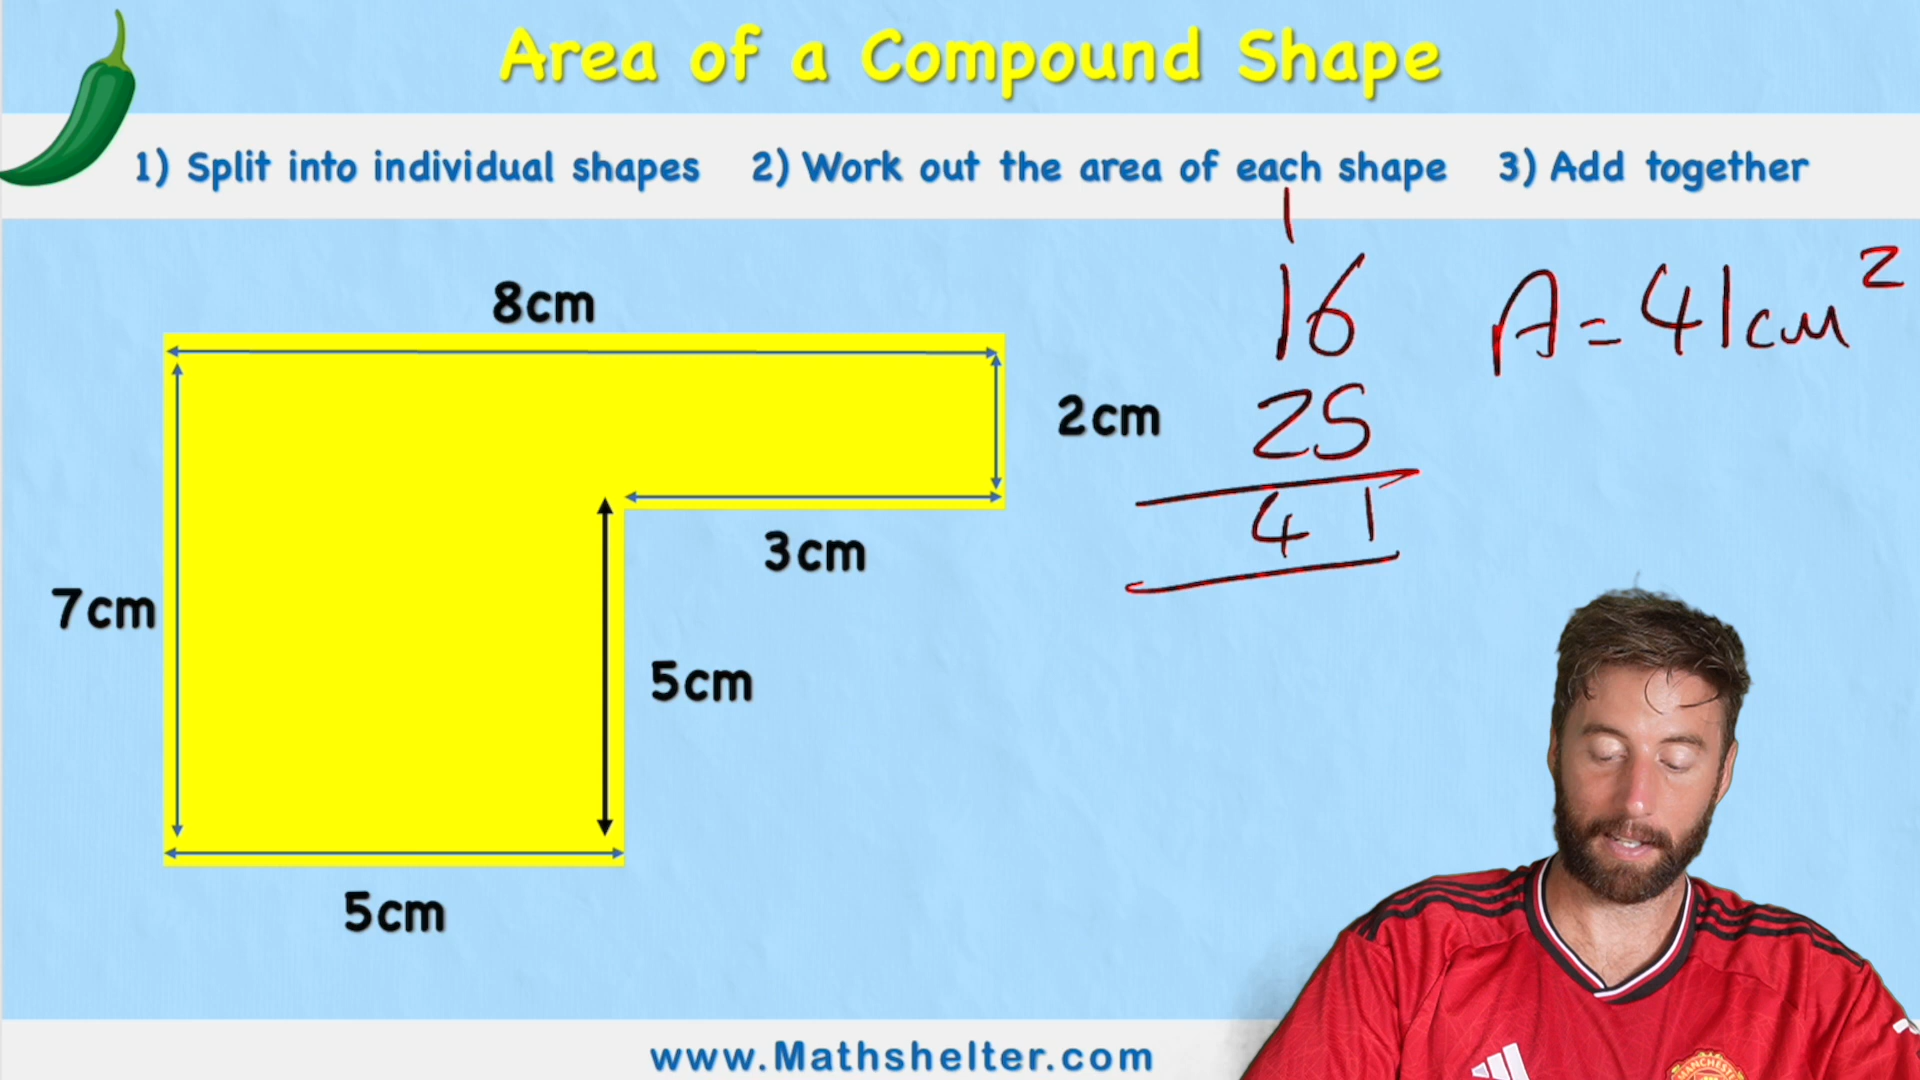 Area of a Compound Shape
1) Split into individual shapes 2) Work out the area of each shape 3) Add together
8cm
2cm
3cm
7cm
5cm
5cm
1
16
25
41
A = 41cm²
www.Mathshelter.com
MANCHESTER